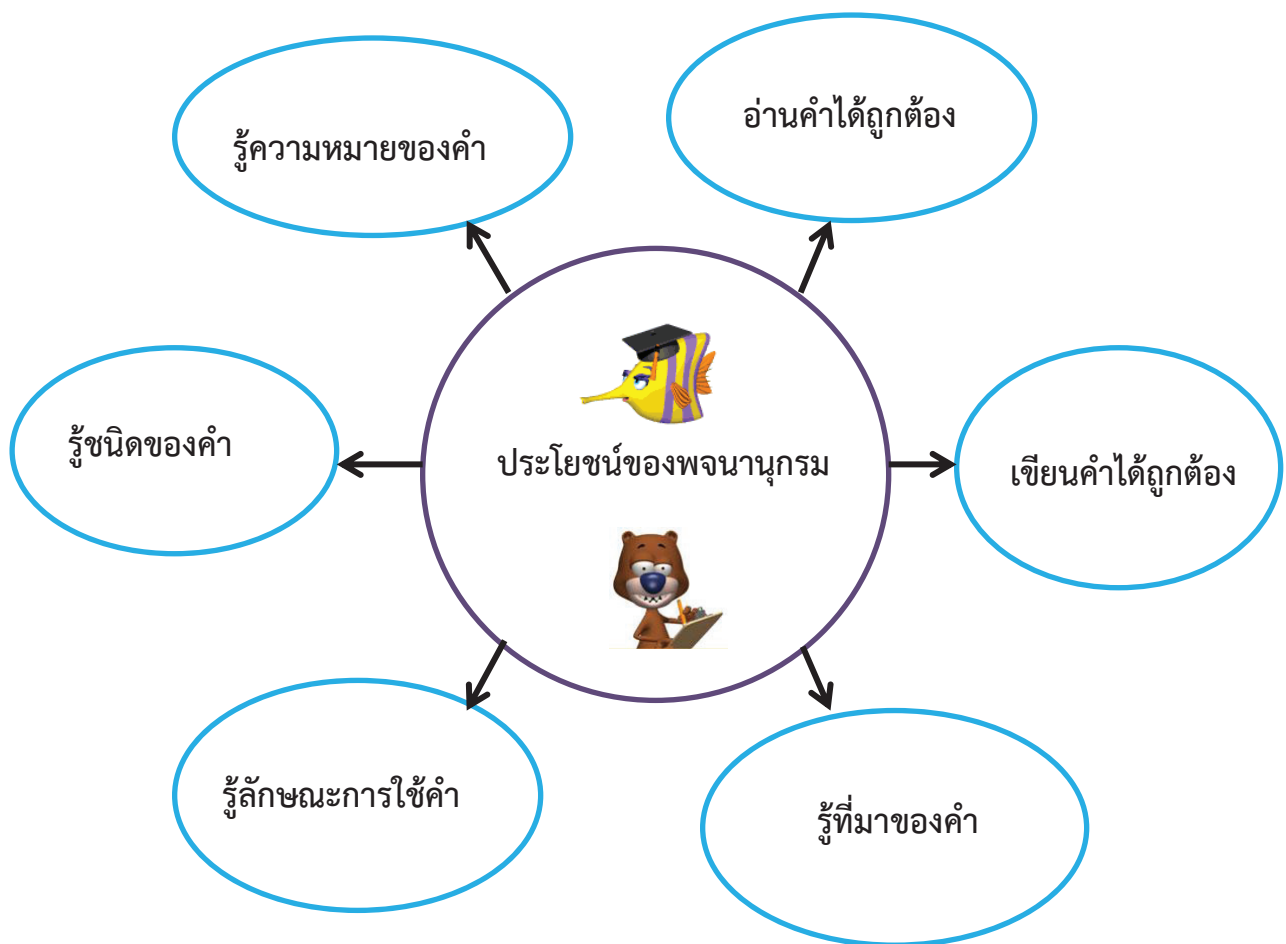 รู้ความหมายของคำ
อ่านคำได้ถูกต้อง
รู้ชนิดของคำ
ประโยชน์ของพจนานุกรม
เขียนคำได้ถูกต้อง
รู้ลักษณะการใช้คำ
รู้ที่มาของคำ